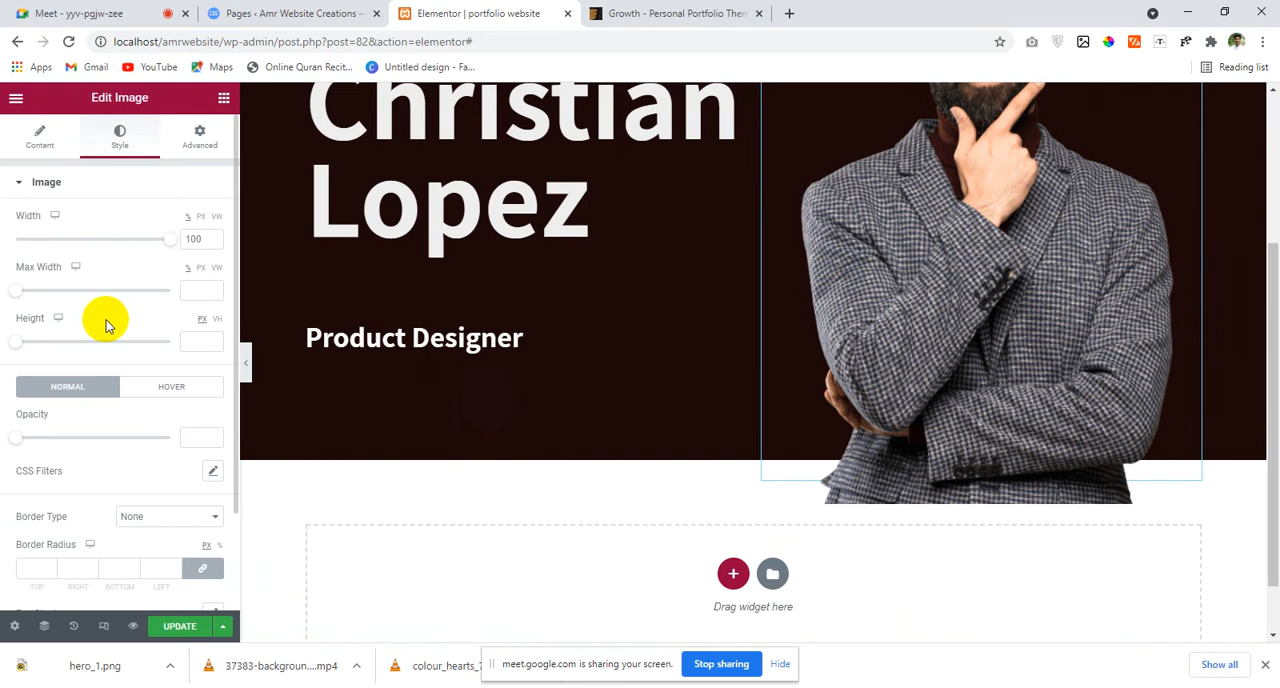 Meet - yyv-pgjw-zee
Pages ‹ Amr Website Creations —
Elementor | portfolio website
Growth - Personal Portfolio Them
localhost/amrwebsite/wp-admin/post.php?post=82&action=elementor#
Apps
Gmail
YouTube
Maps
Online Quran Recit...
Untitled design - Fa...
Reading list
Edit Image
Content
Style
Advanced
Image
Width
% PX VW
100
Max Width
% PX VW
Height
PX VH
NORMAL
HOVER
Opacity
CSS Filters
Border Type
None
Border Radius
PX %
TOP RIGHT BOTTOM LEFT
UPDATE
Christian
Lopez
Product Designer
Drag widget here
hero_1.png
37383-backgroun....mp4
meet.google.com is sharing your screen.
Stop sharing
Hide
Show all